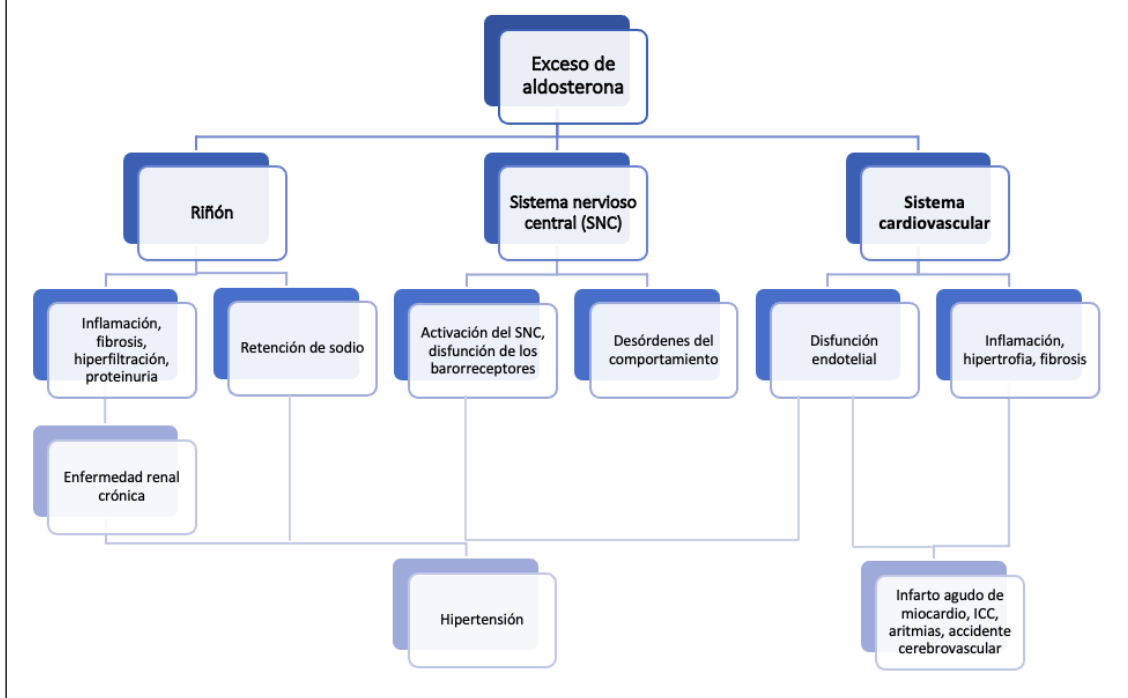 Exceso de
aldosterona
Riñón
Sistema nervioso
central (SNC)
Sistema
cardiovascular
Inflamación,
fibrosis,
hiperfiltración,
proteinuria
Retención de sodio
Activación del SNC,
disfunción de los
barorreceptores
Desórdenes del
comportamiento
Disfunción
endotelial
Inflamación,
hipertrofia, fibrosis
Enfermedad renal
crónica
Hipertensión
Infarto agudo de
miocardio, ICC,
aritmias, accidente
cerebrovascular